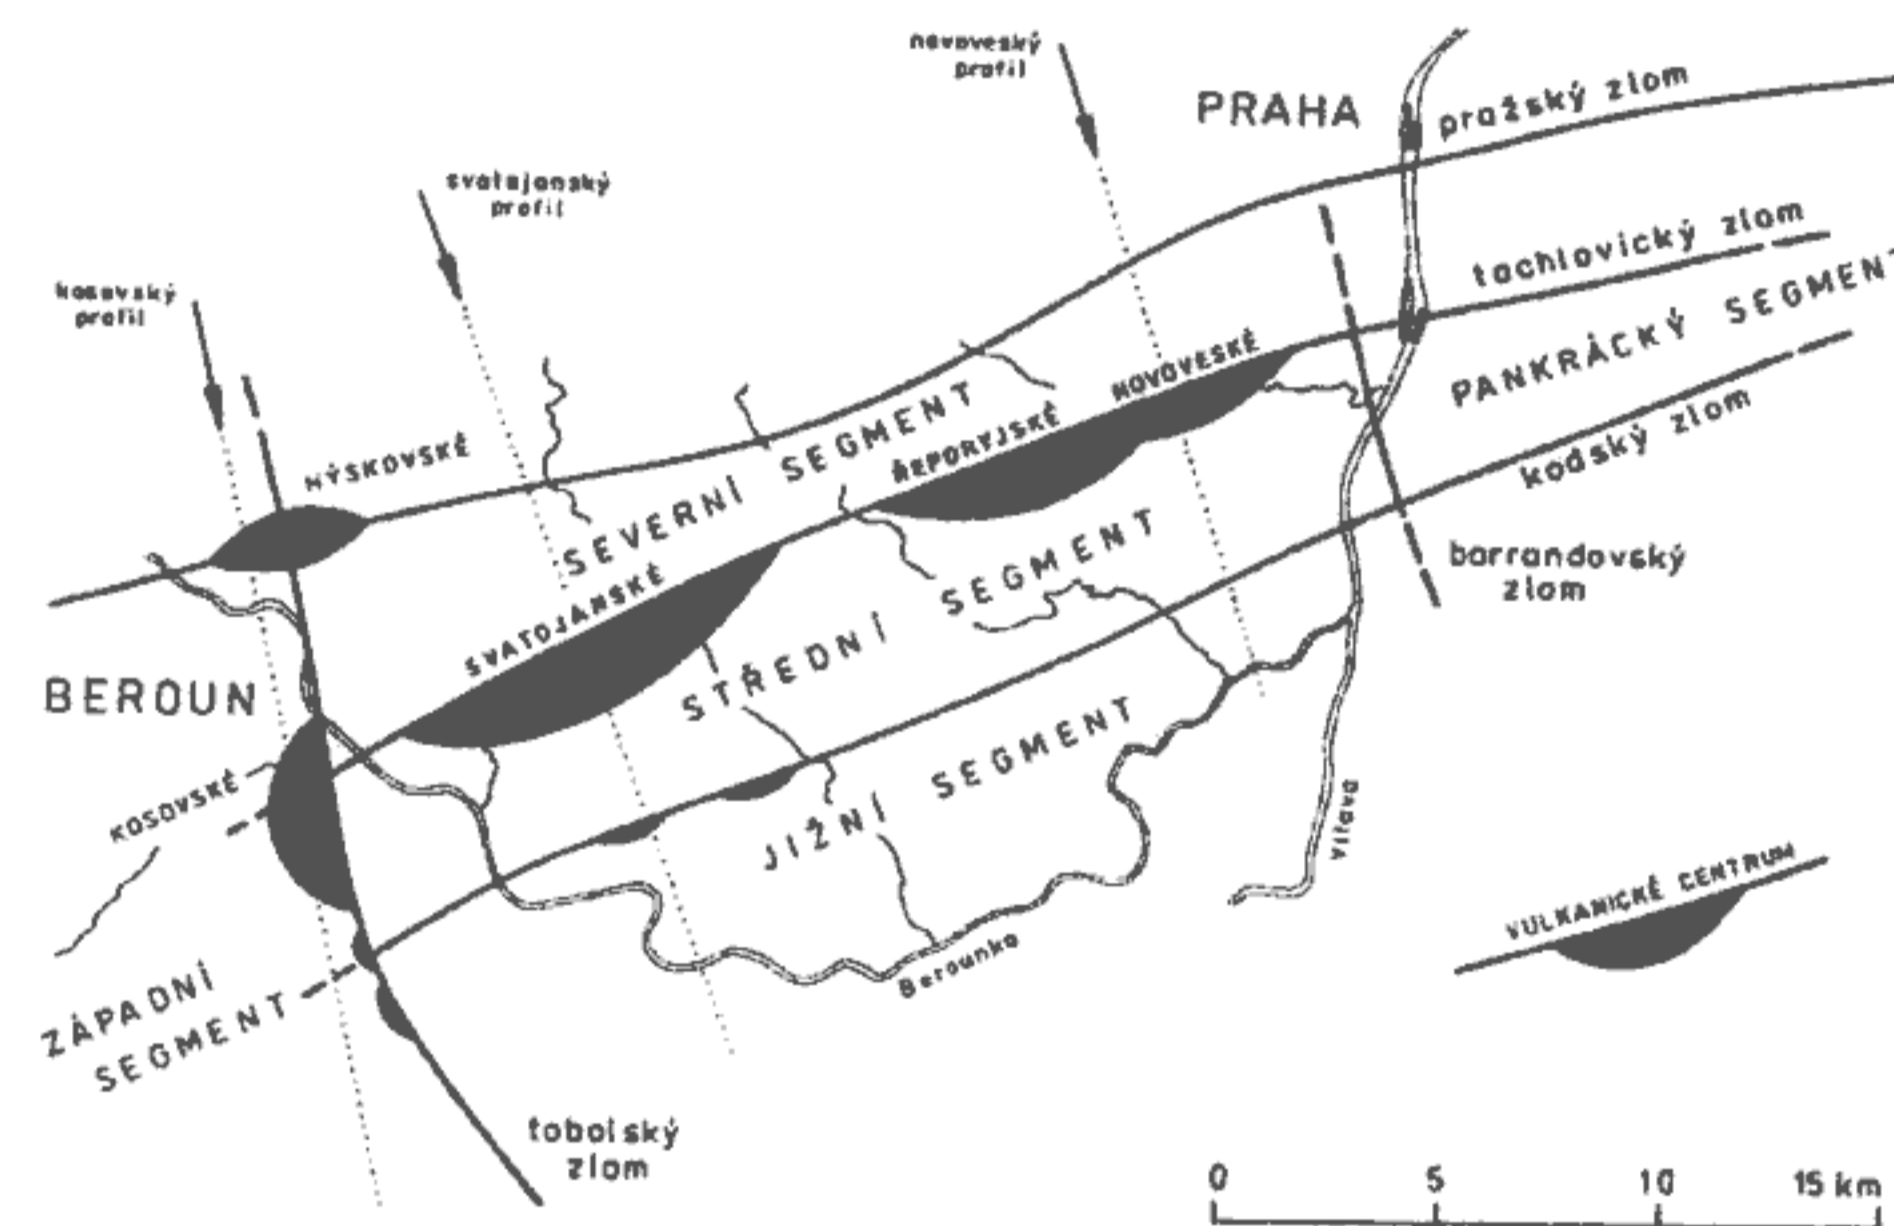 novoveský
profil
PRAHA
pražský zlom
svatojanský
profil
tachlovický zlom
kosovský
profil
PANKRÁCKÝ SEGMENT
NOVOVESKÉ
SEVERNÍ SEGMENT
ŘEPORYJSKÉ
HÝSKOVSKÉ
kodský zlom
SVATOJANSKÉ
STŘEDNÍ SEGMENT
barrandovský
zlom
BEROUN
JIŽNÍ SEGMENT
KOSOVSKÉ
Vltava
VULKANICKÉ CENTRUM
Berounka
ZÁPADNÍ
SEGMENT
tobolský
zlom
0 5 10 15 km